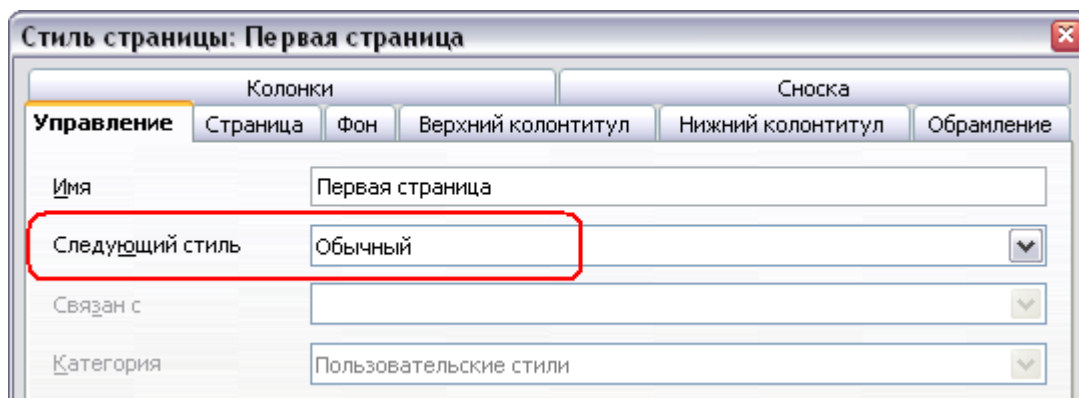 Стиль страницы: Первая страница
Колонки Сноска
Управление Страница Фон Верхний колонтитул Нижний колонтитул Обрамление
Имя Первая страница
Следующий стиль Обычный
Связан с
Категория Пользовательские стили